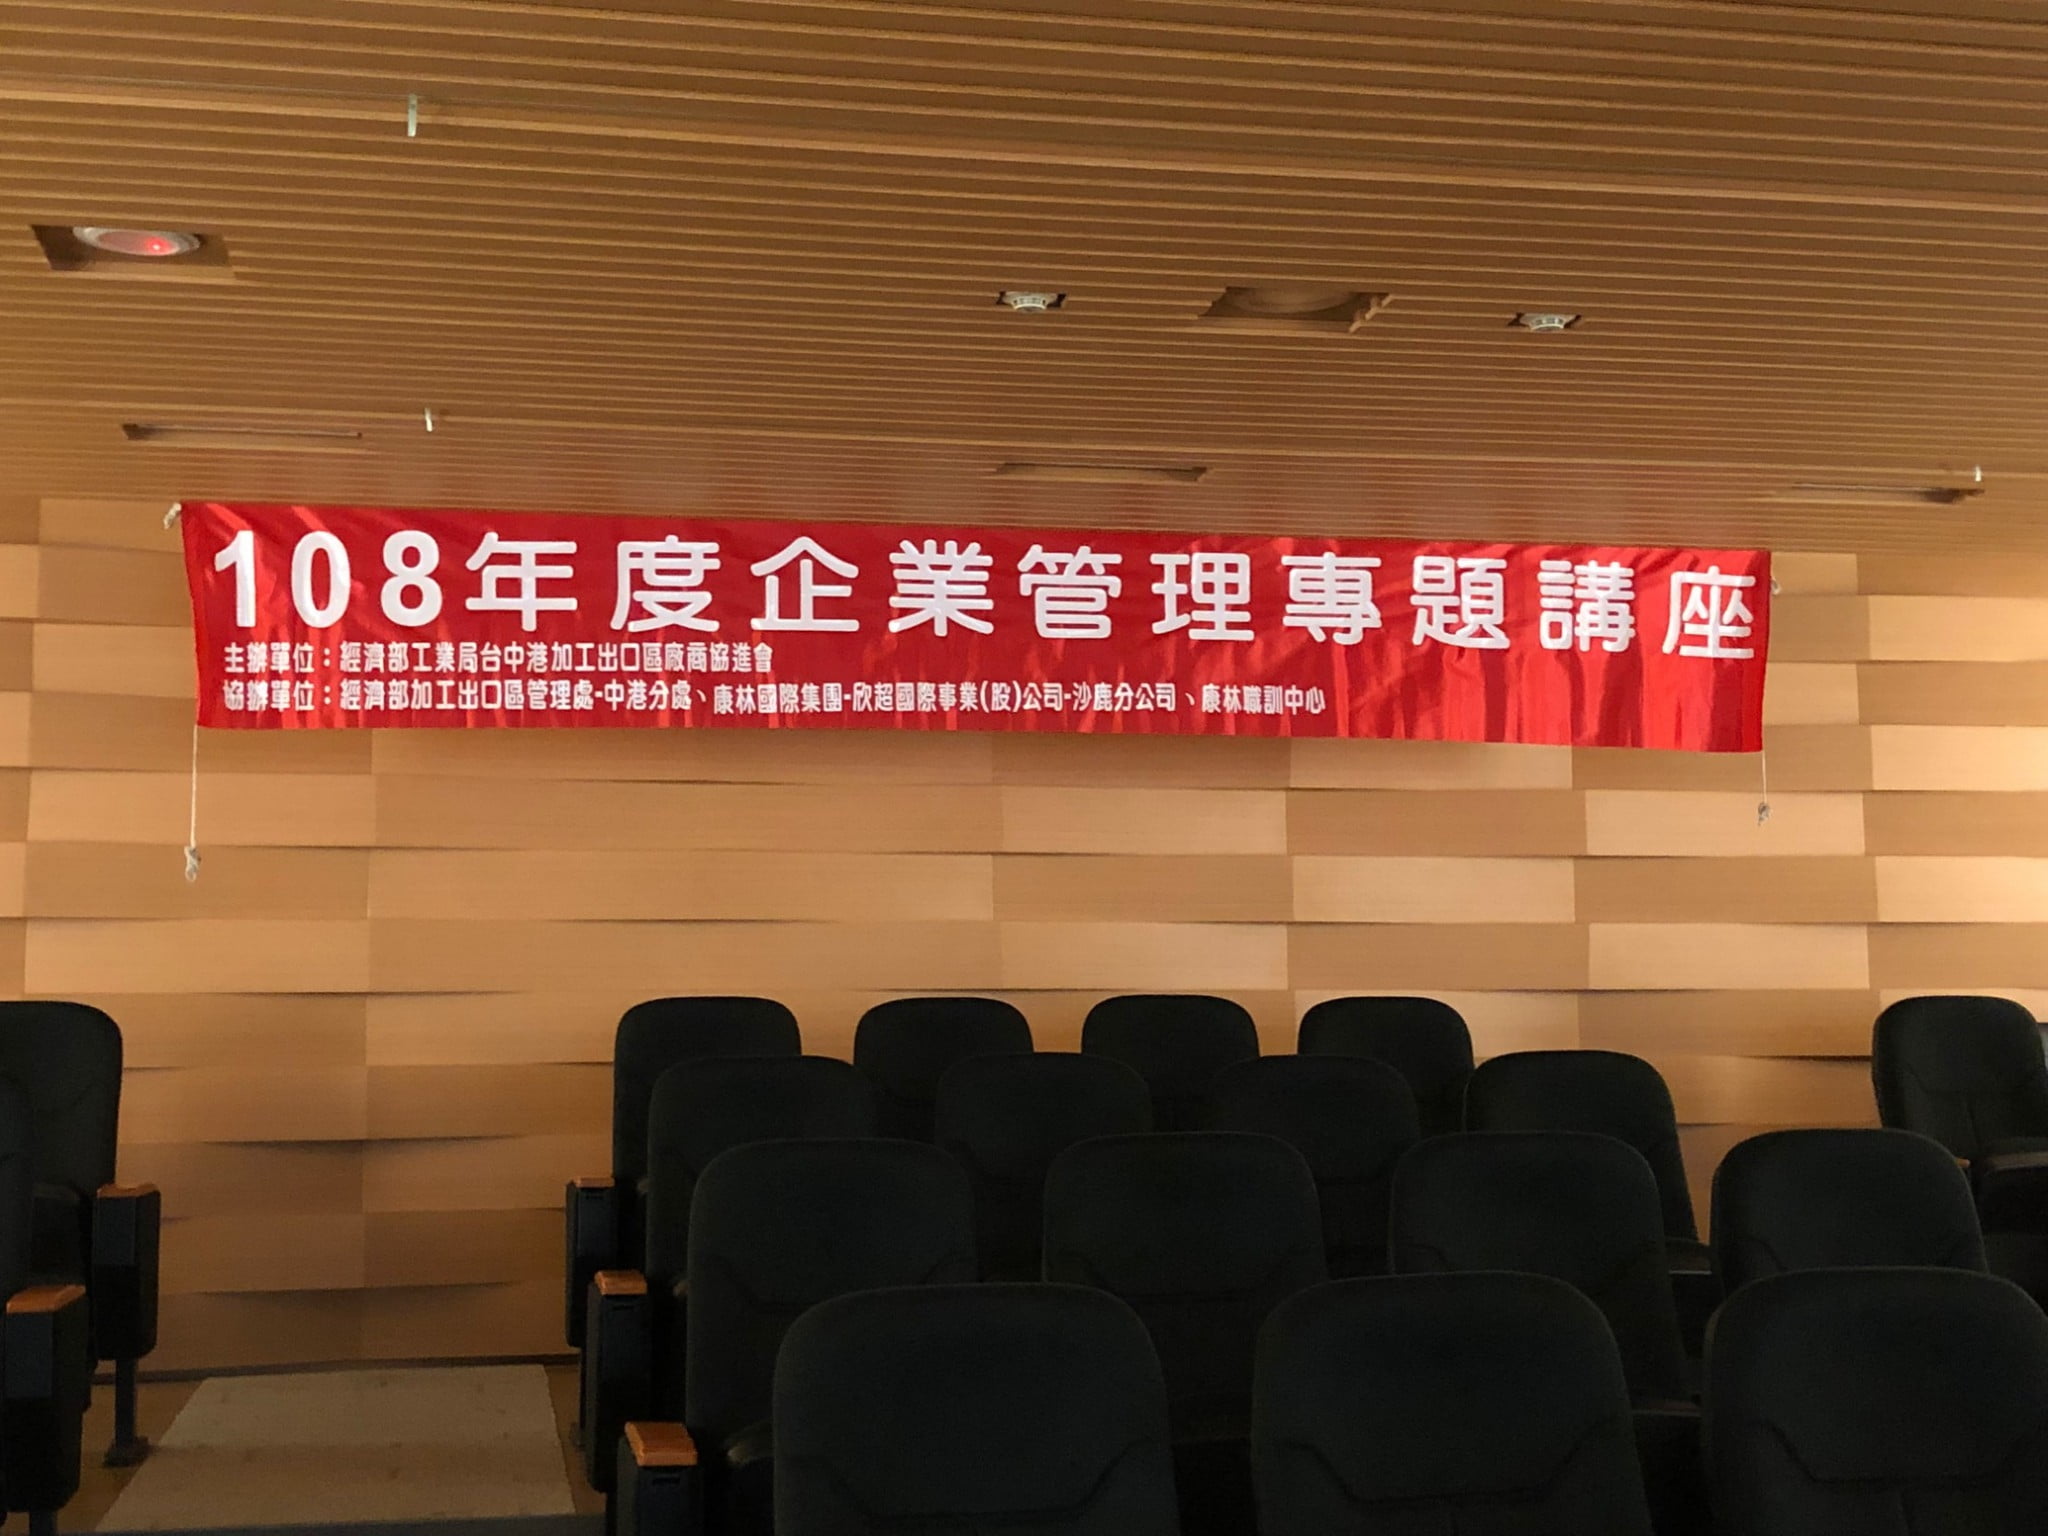 108年度企業管理專題講座
主辦單位：經濟部工業局台中港加工出口區廠商協進會
協辦單位：經濟部加工出口區管理處-中港分處、康林國際集團-欣超國際事業(股)公司-沙鹿分公司、康林職訓中心